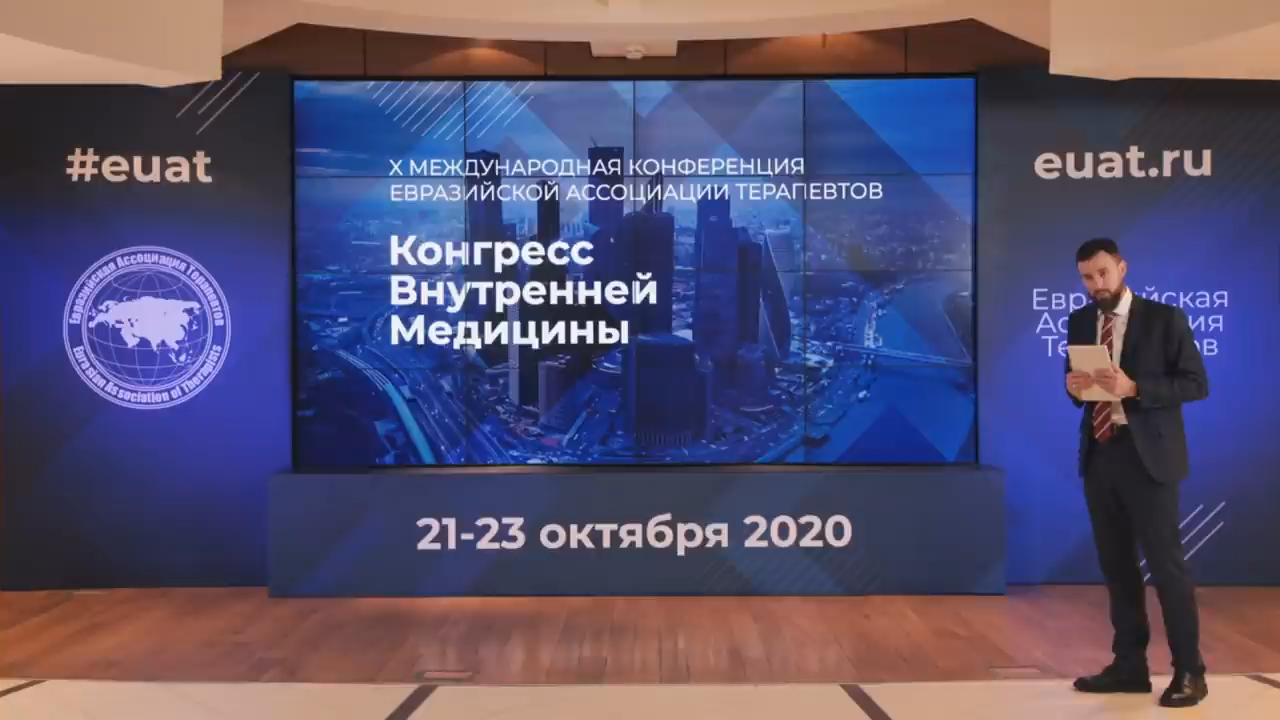 #euat
Евразийская Ассоциация Терапевтов
Eurasian Association of Therapists
X МЕЖДУНАРОДНАЯ КОНФЕРЕНЦИЯ
ЕВРАЗИЙСКОЙ АССОЦИАЦИИ ТЕРАПЕВТОВ
Конгресс
Внутренней
Медицины
21-23 октября 2020
euat.ru